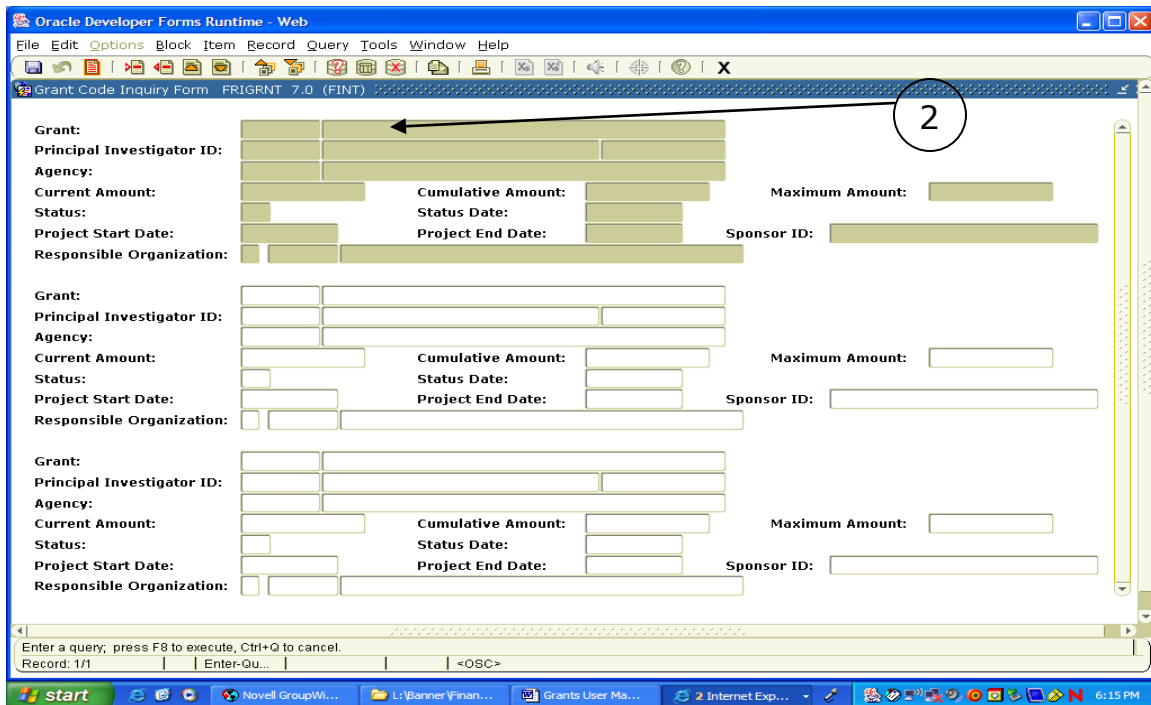 Oracle Developer Forms Runtime - Web
File Edit Options Block Item Record Query Tools Window Help
X
Grant Code Inquiry Form FRIGRNT 7.0 (FINT)
2
Grant:
Principal Investigator ID:
Agency:
Current Amount: Cumulative Amount: Maximum Amount:
Status: Status Date:
Project Start Date: Project End Date: Sponsor ID:
Responsible Organization:
Grant:
Principal Investigator ID:
Agency:
Current Amount: Cumulative Amount: Maximum Amount:
Status: Status Date:
Project Start Date: Project End Date: Sponsor ID:
Responsible Organization:
Grant:
Principal Investigator ID:
Agency:
Current Amount: Cumulative Amount: Maximum Amount:
Status: Status Date:
Project Start Date: Project End Date: Sponsor ID:
Responsible Organization:
Enter a query; press F8 to execute, Ctrl+Q to cancel.
Record: 1/1 Enter-Qu... <OSC>
start Novell GroupWi... L:\Banner\Finan... Grants User Ma... 2 Internet Exp... N 6:15 PM